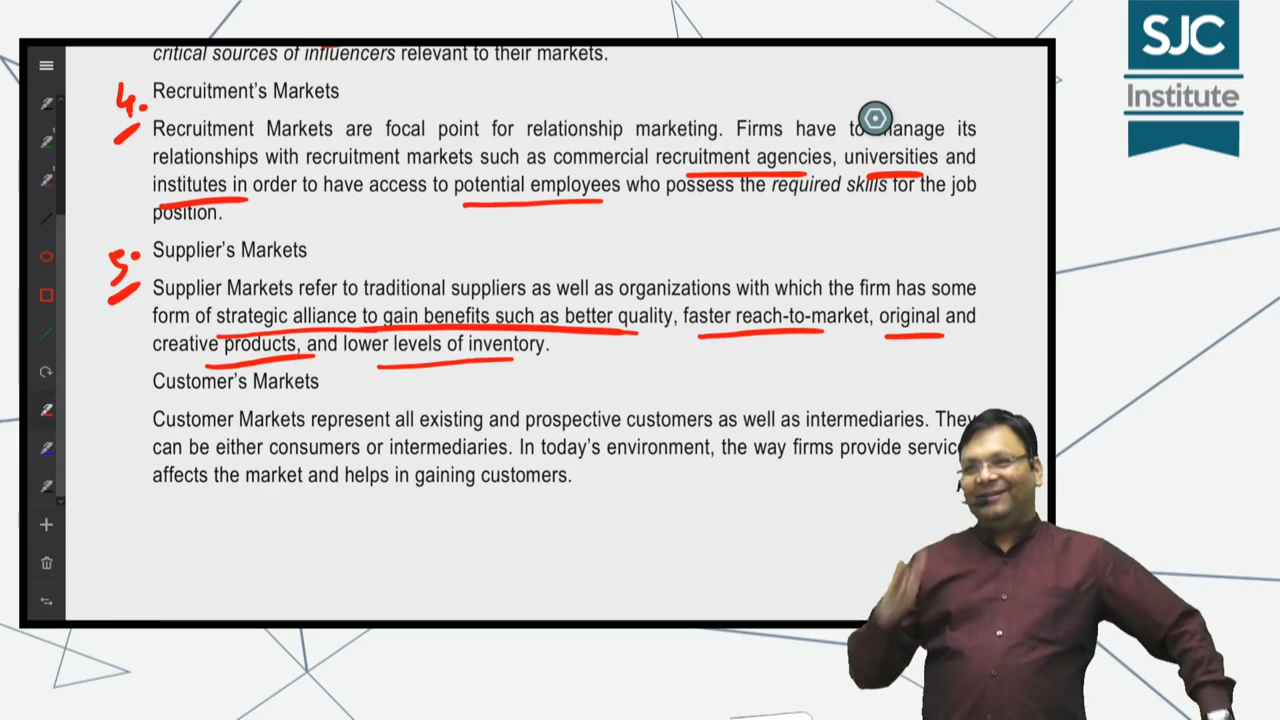 SJC
Institute
critical sources of influencers relevant to their markets.
4.
Recruitment's Markets
Recruitment Markets are focal point for relationship marketing. Firms have to manage its
relationships with recruitment markets such as commercial recruitment agencies, universities and
institutes in order to have access to potential employees who possess the required skills for the job
position.
5.
Supplier's Markets
Supplier Markets refer to traditional suppliers as well as organizations with which the firm has some
form of strategic alliance to gain benefits such as better quality, faster reach-to-market, original and
creative products, and lower levels of inventory.
Customer's Markets
Customer Markets represent all existing and prospective customers as well as intermediaries. They
can be either consumers or intermediaries. In today's environment, the way firms provide service
affects the market and helps in gaining customers.